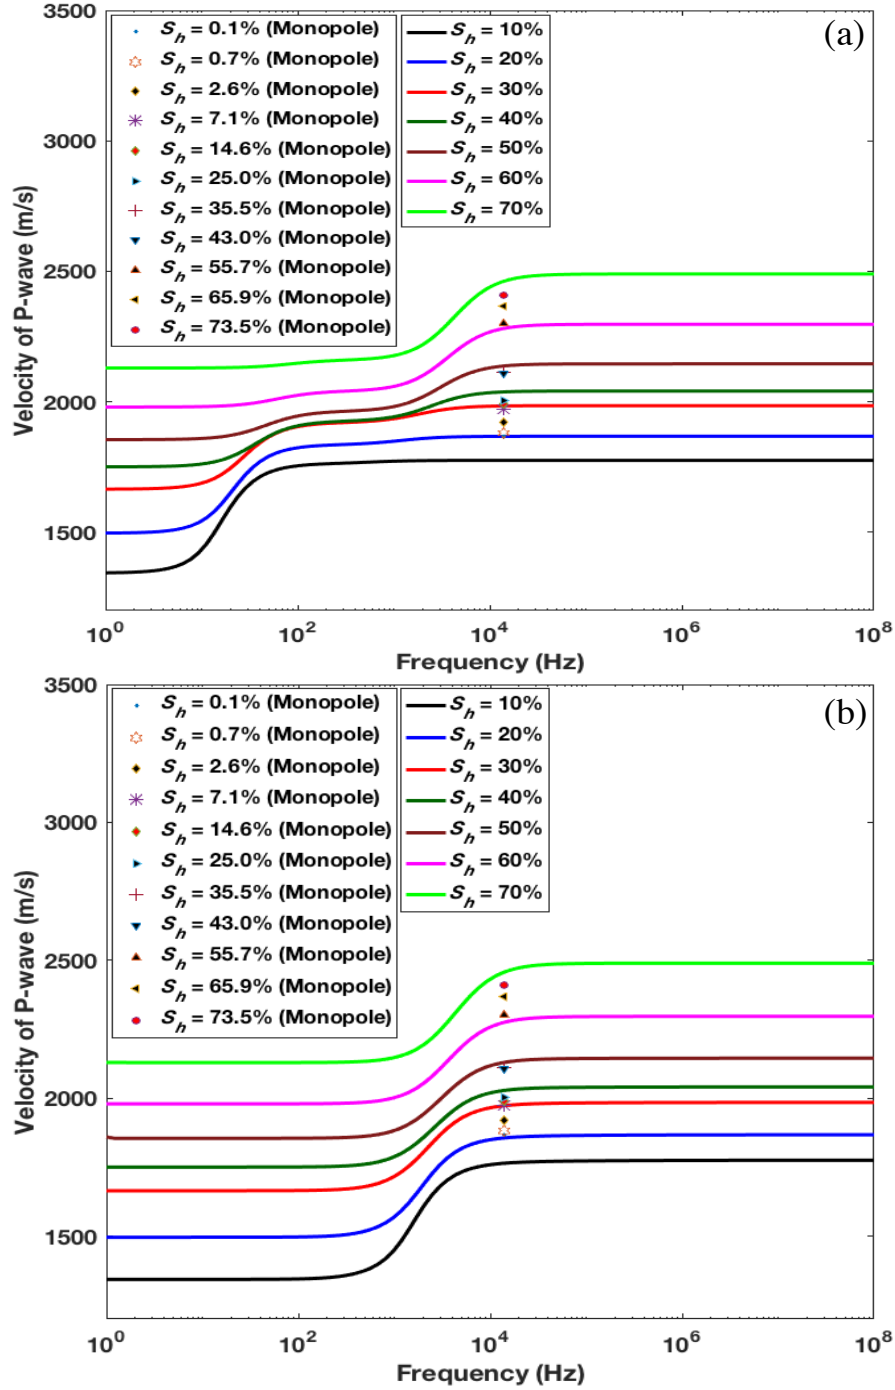 (a)
S_h = 0.1% (Monopole)
S_h = 0.7% (Monopole)
S_h = 2.6% (Monopole)
S_h = 7.1% (Monopole)
S_h = 14.6% (Monopole)
S_h = 25.0% (Monopole)
S_h = 35.5% (Monopole)
S_h = 43.0% (Monopole)
S_h = 55.7% (Monopole)
S_h = 65.9% (Monopole)
S_h = 73.5% (Monopole)
S_h = 10%
S_h = 20%
S_h = 30%
S_h = 40%
S_h = 50%
S_h = 60%
S_h = 70%
Velocity of P-wave (m/s)
3500
3000
2500
2000
1500
10^0
10^2
10^4
10^6
10^8
Frequency (Hz)
(b)
S_h = 0.1% (Monopole)
S_h = 0.7% (Monopole)
S_h = 2.6% (Monopole)
S_h = 7.1% (Monopole)
S_h = 14.6% (Monopole)
S_h = 25.0% (Monopole)
S_h = 35.5% (Monopole)
S_h = 43.0% (Monopole)
S_h = 55.7% (Monopole)
S_h = 65.9% (Monopole)
S_h = 73.5% (Monopole)
S_h = 10%
S_h = 20%
S_h = 30%
S_h = 40%
S_h = 50%
S_h = 60%
S_h = 70%
Velocity of P-wave (m/s)
3500
3000
2500
2000
1500
10^0
10^2
10^4
10^6
10^8
Frequency (Hz)